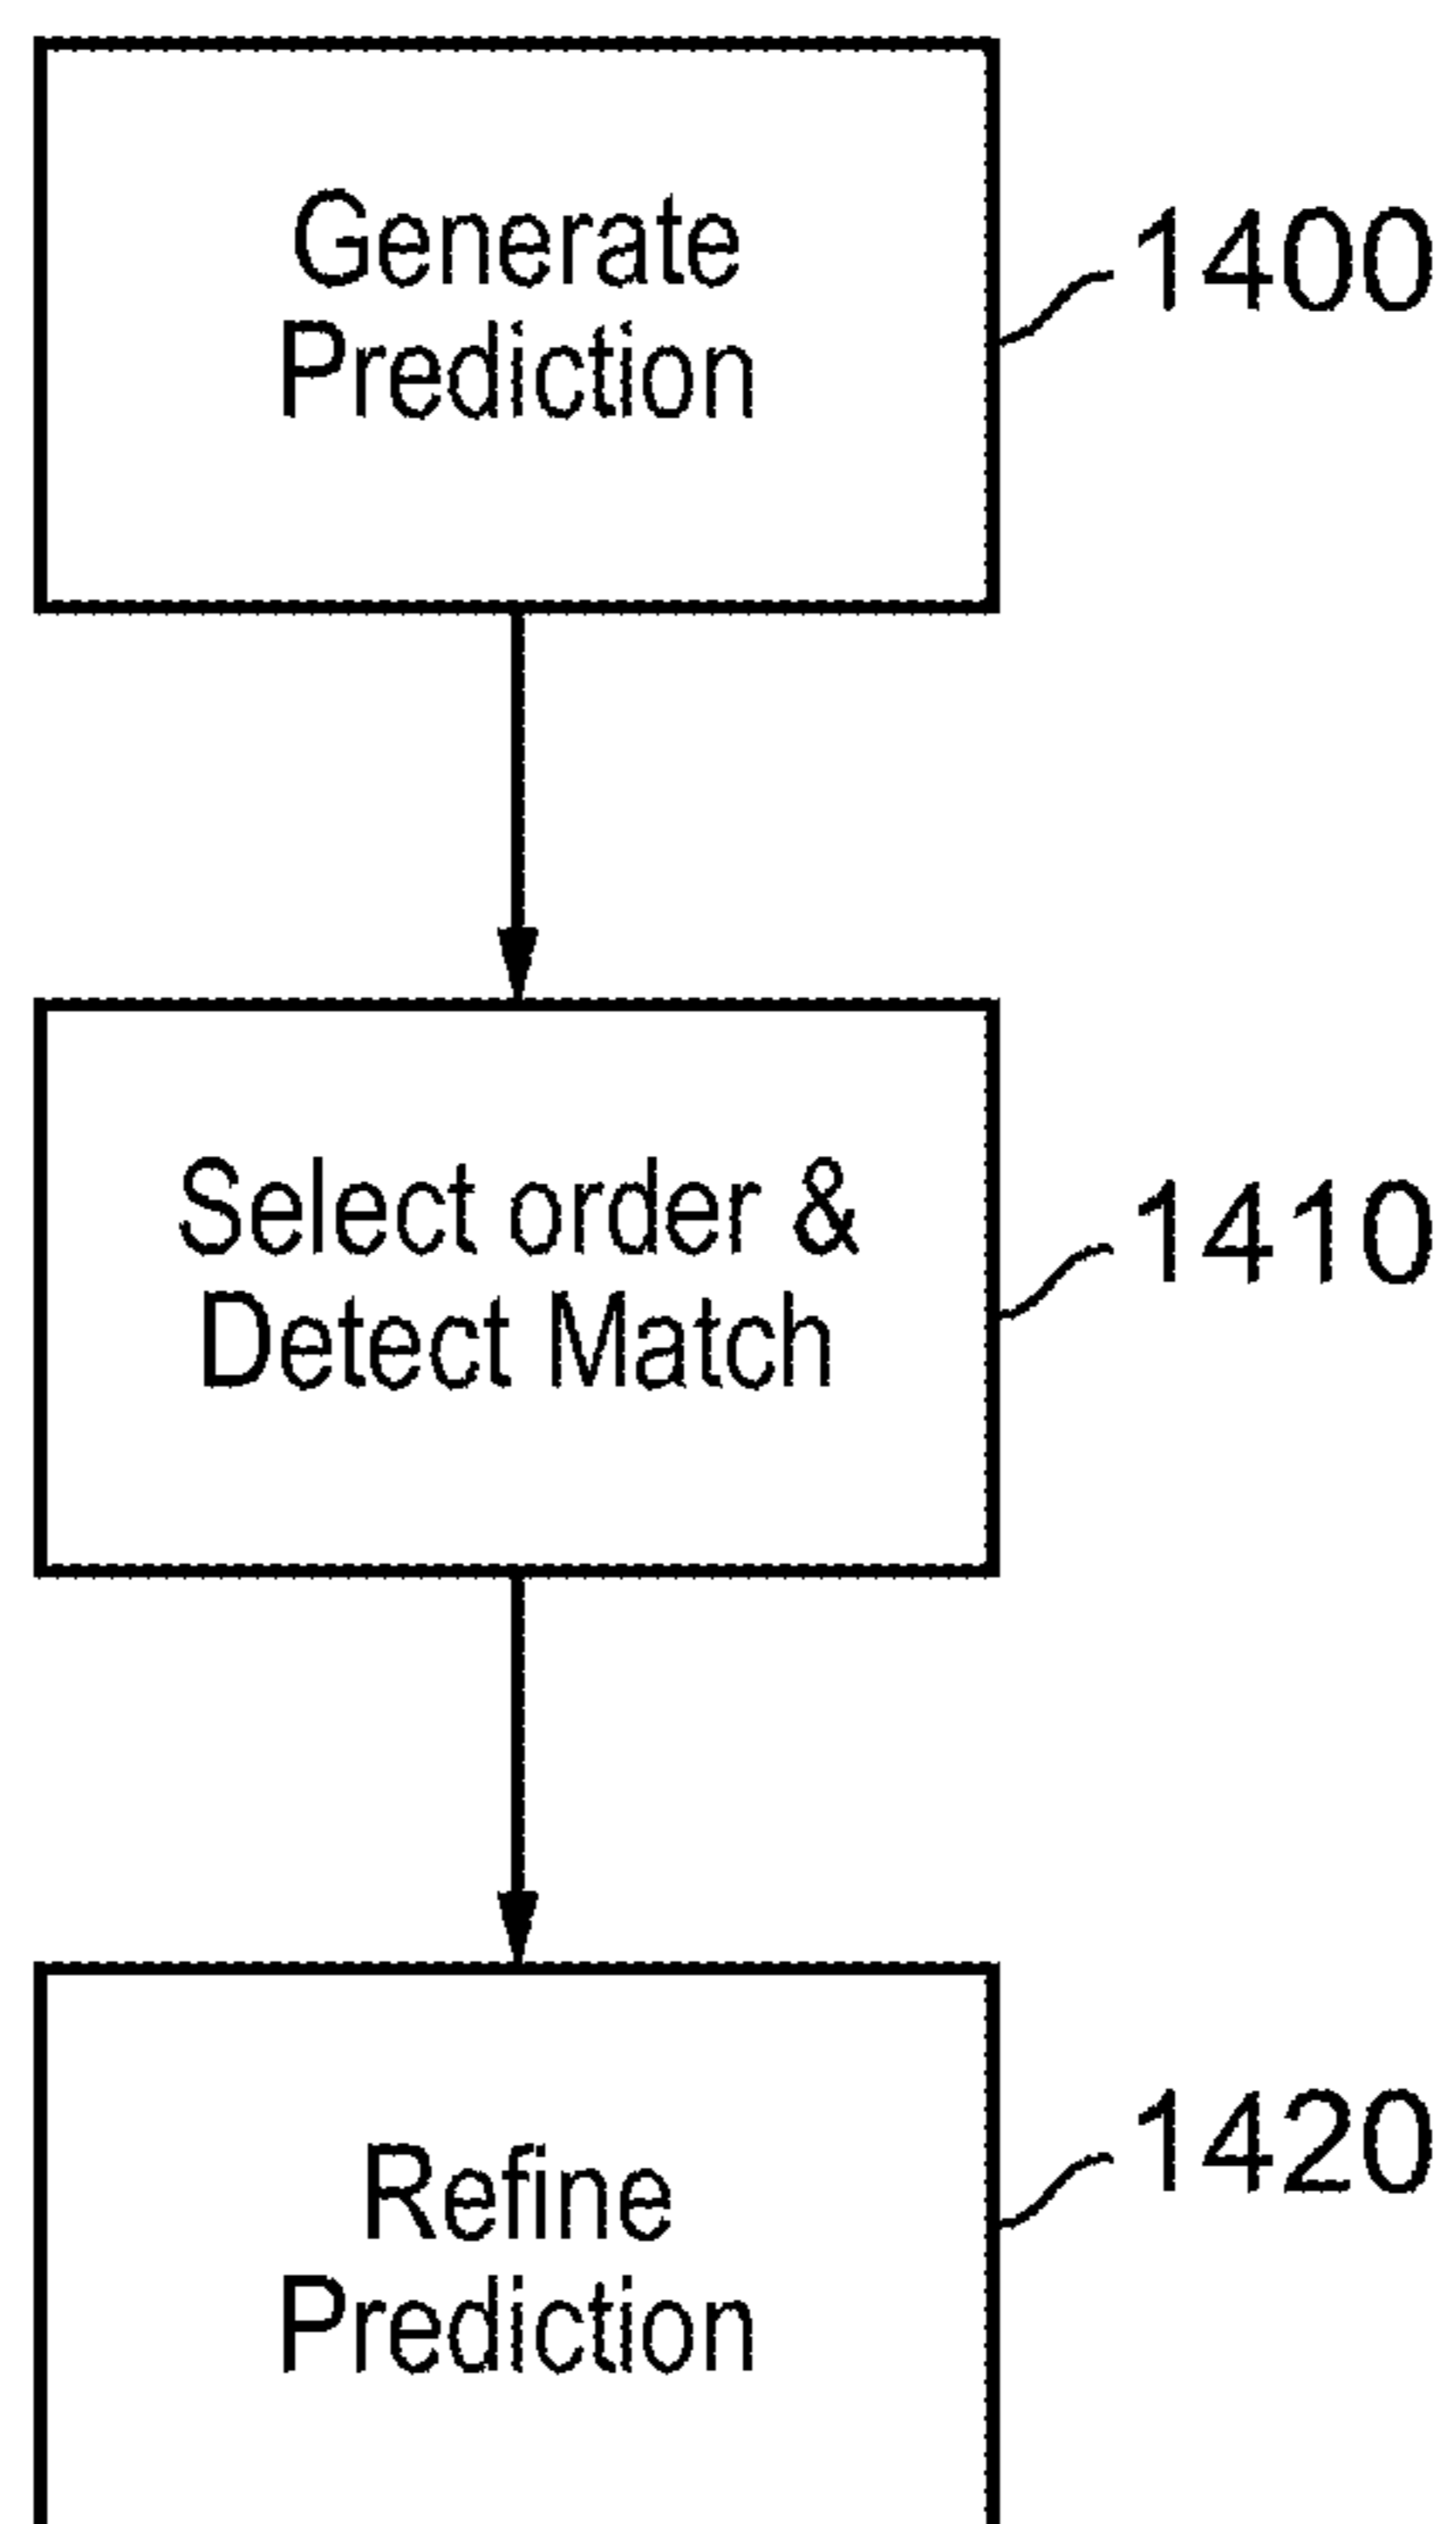 Generate
Prediction
1400
Select order &
Detect Match
1410
Refine
Prediction
1420